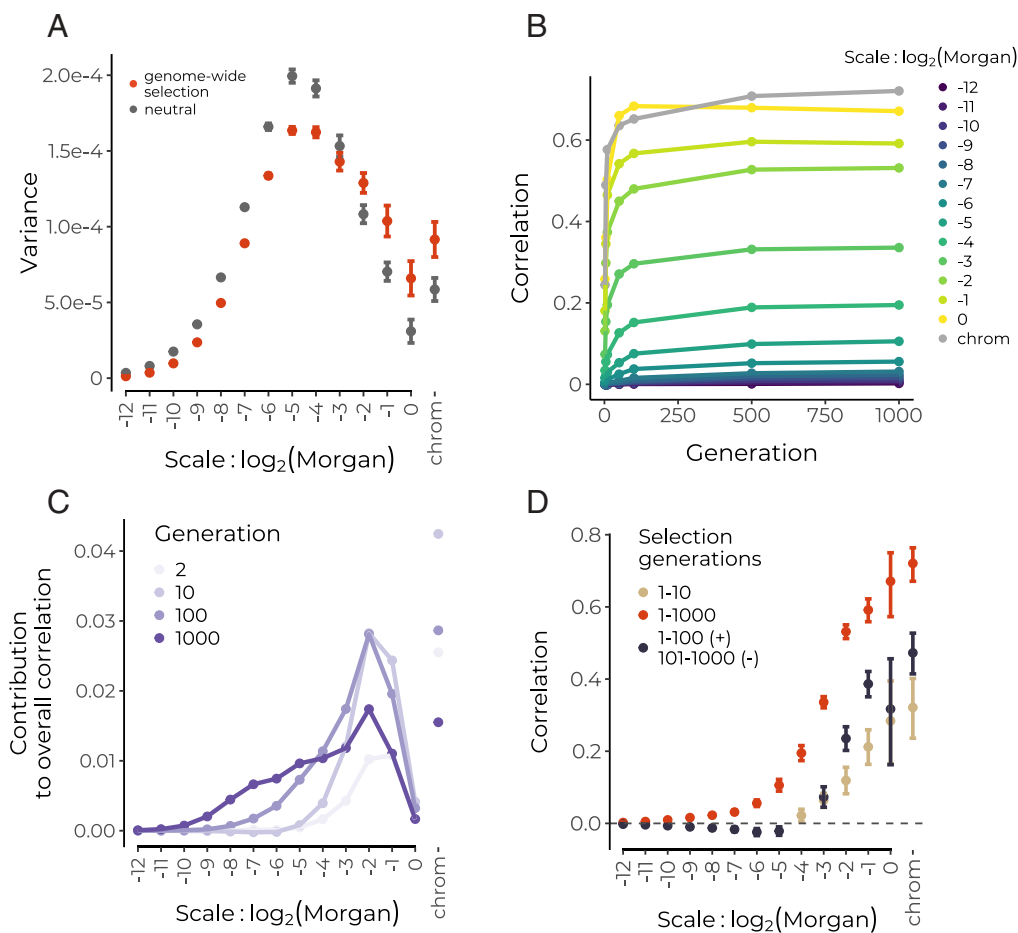 A
genome-wide
selection
neutral
2.0e-4
1.5e-4
1.0e-4
5.0e-5
0
Variance
-12
-11
-10
-9
-8
-7
-6
-5
-4
-3
-2
-1
0
chrom
Scale : log2(Morgan)
B
Scale : log2(Morgan)
-12
-11
-10
-9
-8
-7
-6
-5
-4
-3
-2
-1
0
chrom
0.6
0.4
0.2
0
Correlation
0
250
500
750
1000
Generation
C
Generation
2
10
100
1000
0.04
0.03
0.02
0.01
0.00
Contribution
to overall correlation
-12
-11
-10
-9
-8
-7
-6
-5
-4
-3
-2
-1
0
chrom
Scale : log2(Morgan)
D
Selection
generations
1-10
1-1000
1-100 (+)
101-1000 (-)
0.8
0.6
0.4
0.2
0.0
Correlation
-12
-11
-10
-9
-8
-7
-6
-5
-4
-3
-2
-1
0
chrom
Scale : log2(Morgan)